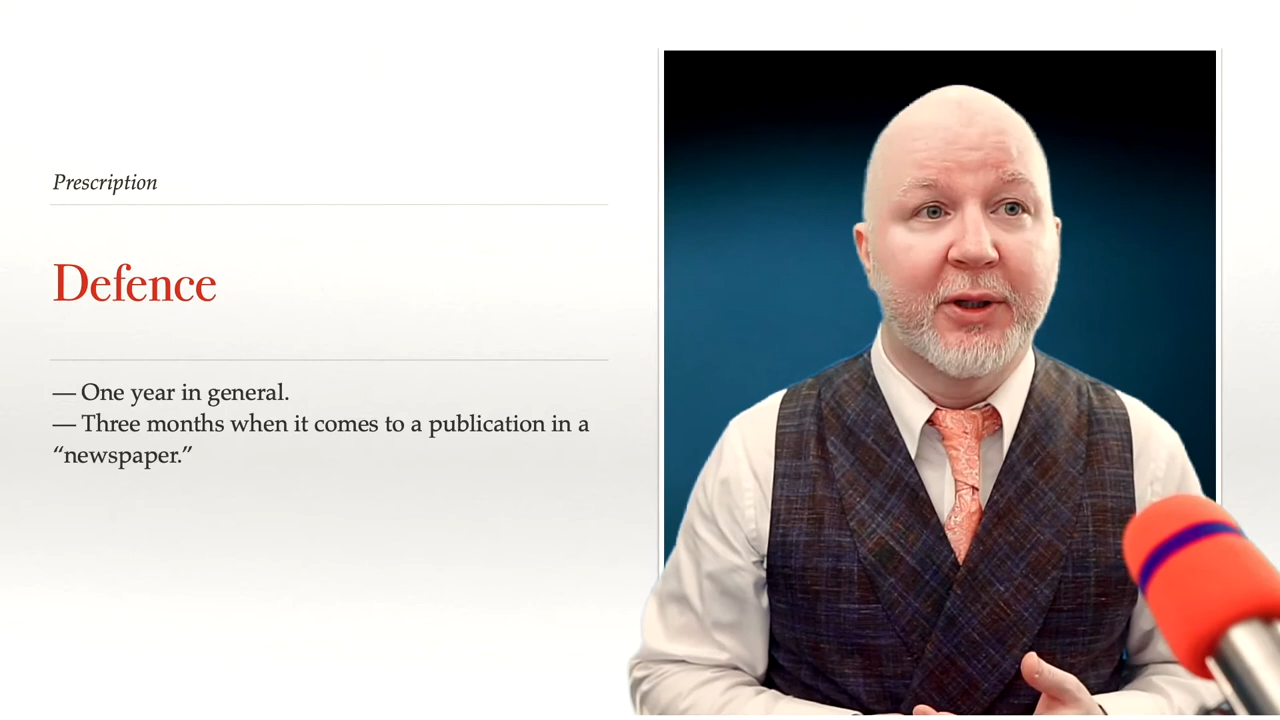 Prescription
Defence
— One year in general.
— Three months when it comes to a publication in a
“newspaper.”